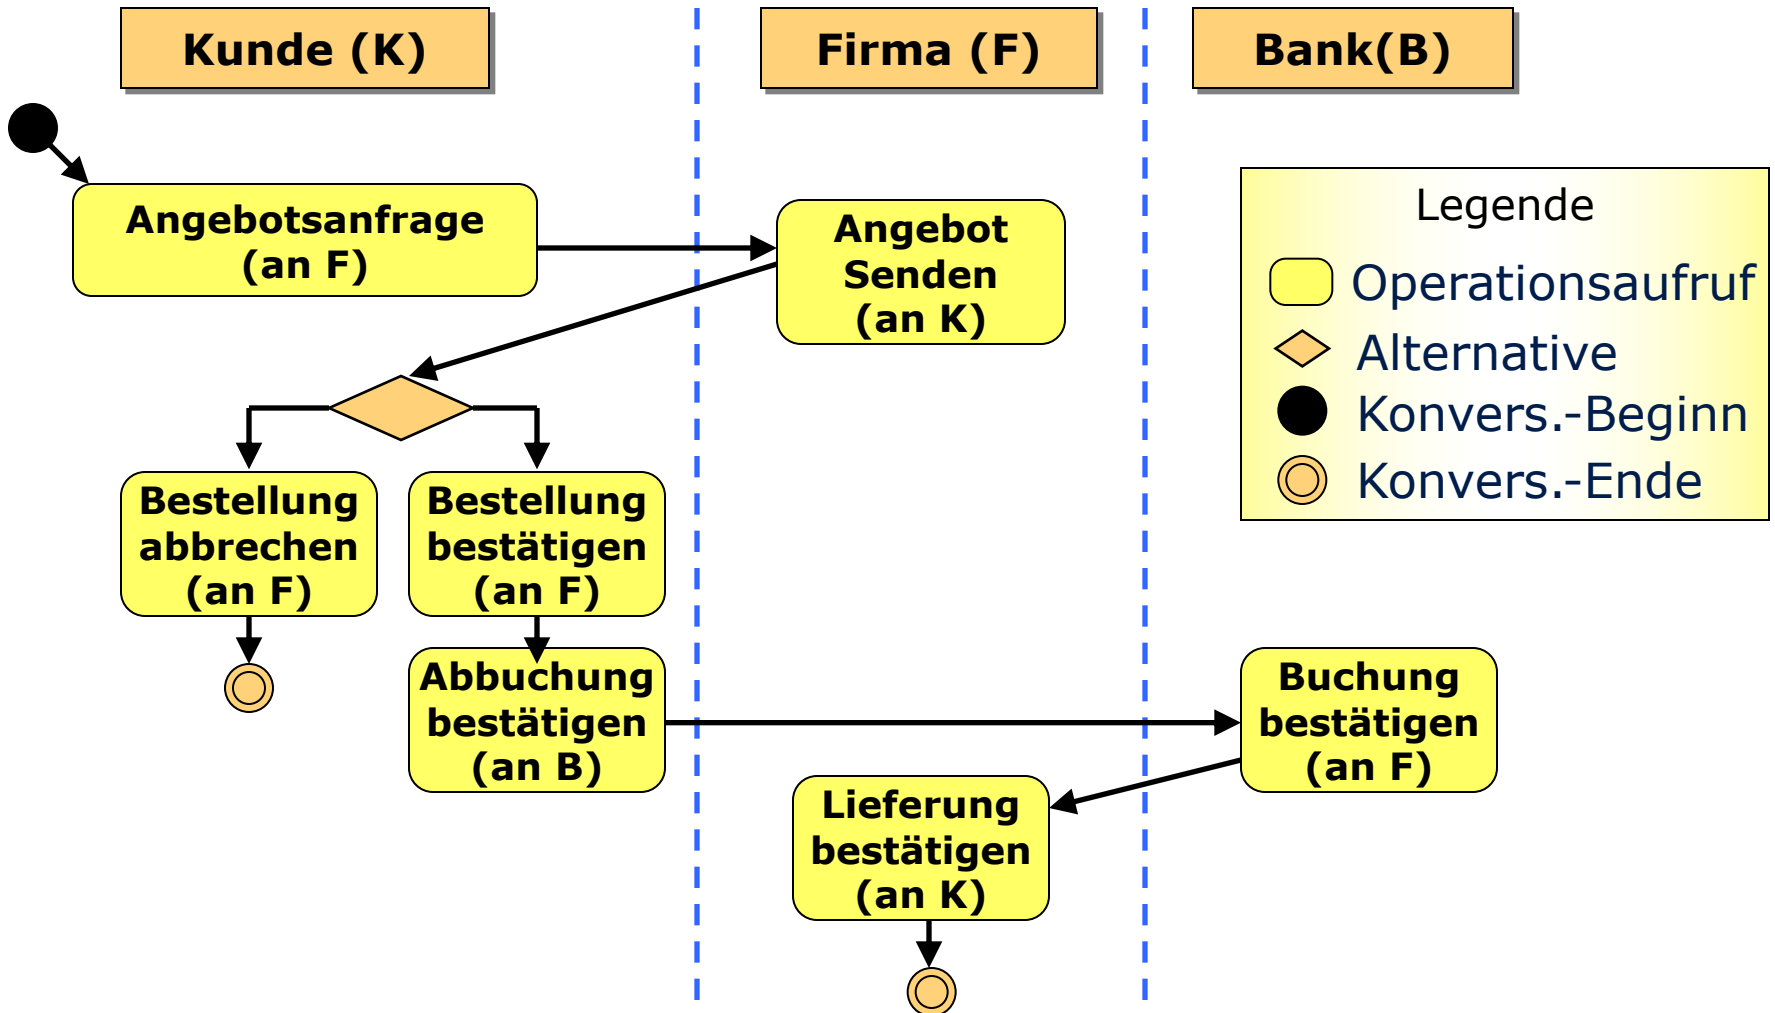 Kunde (K)
Firma (F)
Bank(B)
Angebotsanfrage
(an F)
Angebot
Senden
(an K)
Legende
Operationsaufruf
Alternative
Konvers.-Beginn
Konvers.-Ende
Bestellung
abbrechen
(an F)
Bestellung
bestätigen
(an F)
Abbuchung
bestätigen
(an B)
Buchung
bestätigen
(an F)
Lieferung
bestätigen
(an K)